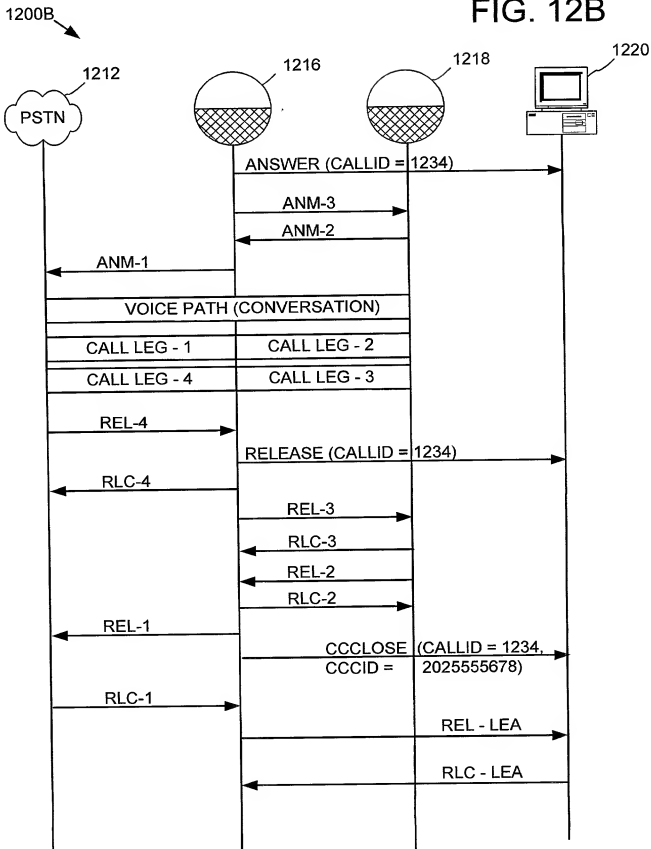 FIG. 12B
1200B
1212
1216
1218
1220
PSTN
ANSWER (CALLID = 1234)
ANM-3
ANM-2
ANM-1
VOICE PATH (CONVERSATION)
CALL LEG - 1
CALL LEG - 2
CALL LEG - 4
CALL LEG - 3
REL-4
RELEASE (CALLID = 1234)
RLC-4
REL-3
RLC-3
REL-2
RLC-2
REL-1
CCCLOSE (CALLID = 1234,
CCCID = 2025555678)
RLC-1
REL - LEA
RLC - LEA